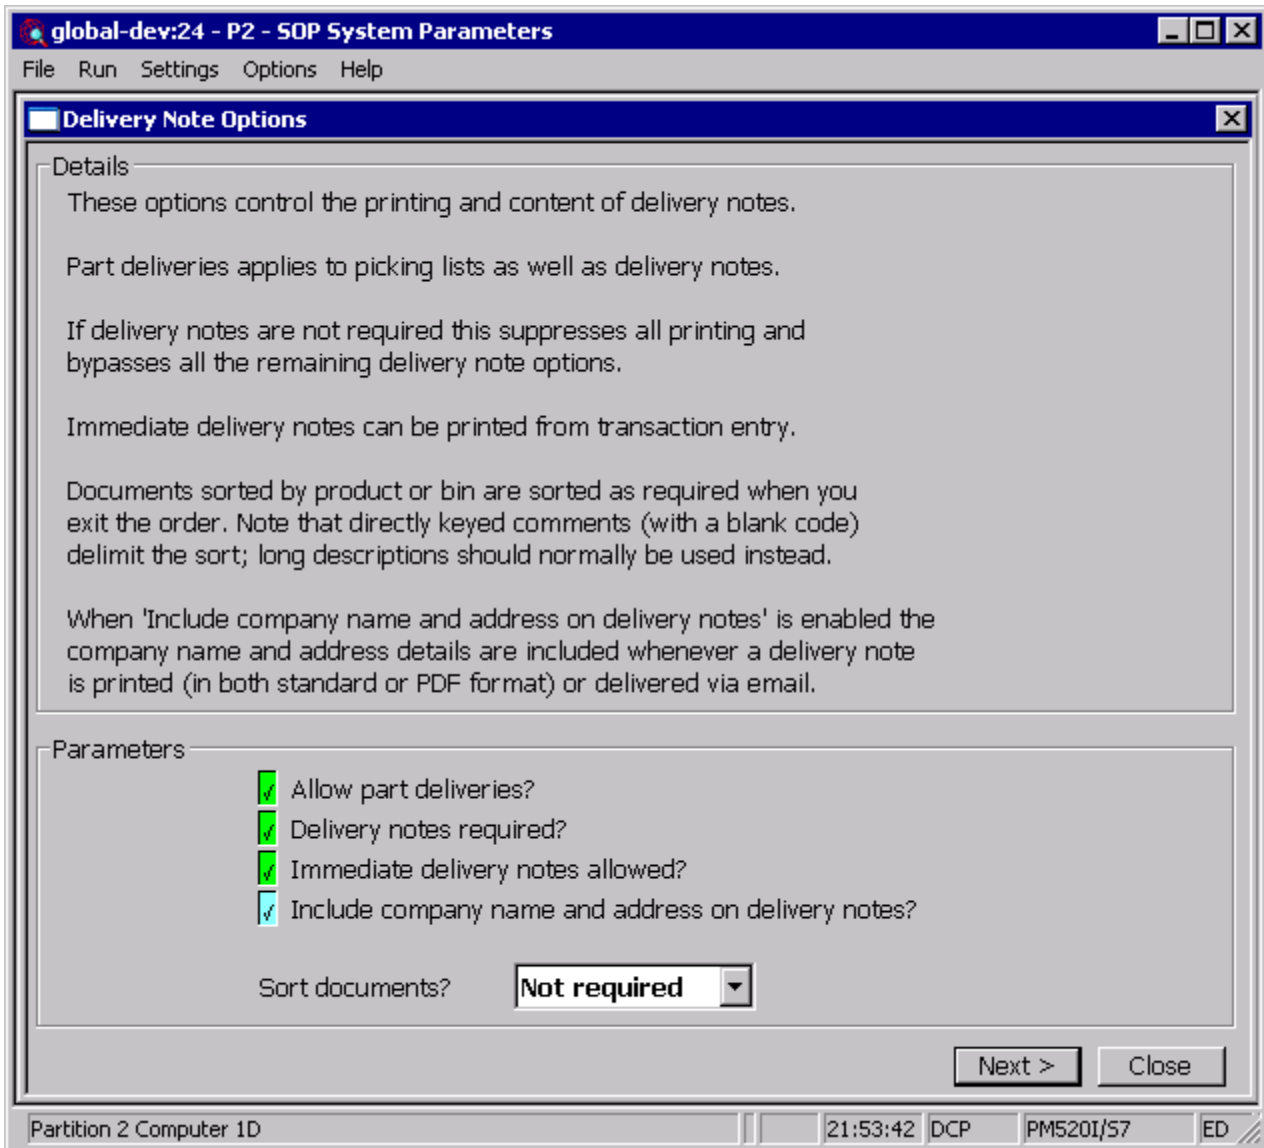 global-dev:24 - P2 - SOP System Parameters
File Run Settings Options Help
Delivery Note Options
Details
These options control the printing and content of delivery notes.
Part deliveries applies to picking lists as well as delivery notes.
If delivery notes are not required this suppresses all printing and
bypasses all the remaining delivery note options.
Immediate delivery notes can be printed from transaction entry.
Documents sorted by product or bin are sorted as required when you
exit the order. Note that directly keyed comments (with a blank code)
delimit the sort; long descriptions should normally be used instead.
When 'Include company name and address on delivery notes' is enabled the
company name and address details are included whenever a delivery note
is printed (in both standard or PDF format) or delivered via email.
Parameters
Allow part deliveries?
Delivery notes required?
Immediate delivery notes allowed?
Include company name and address on delivery notes?
Sort documents? Not required
Next > Close
Partition 2 Computer 1D 21:53:42 DCP PM520I/S7 ED